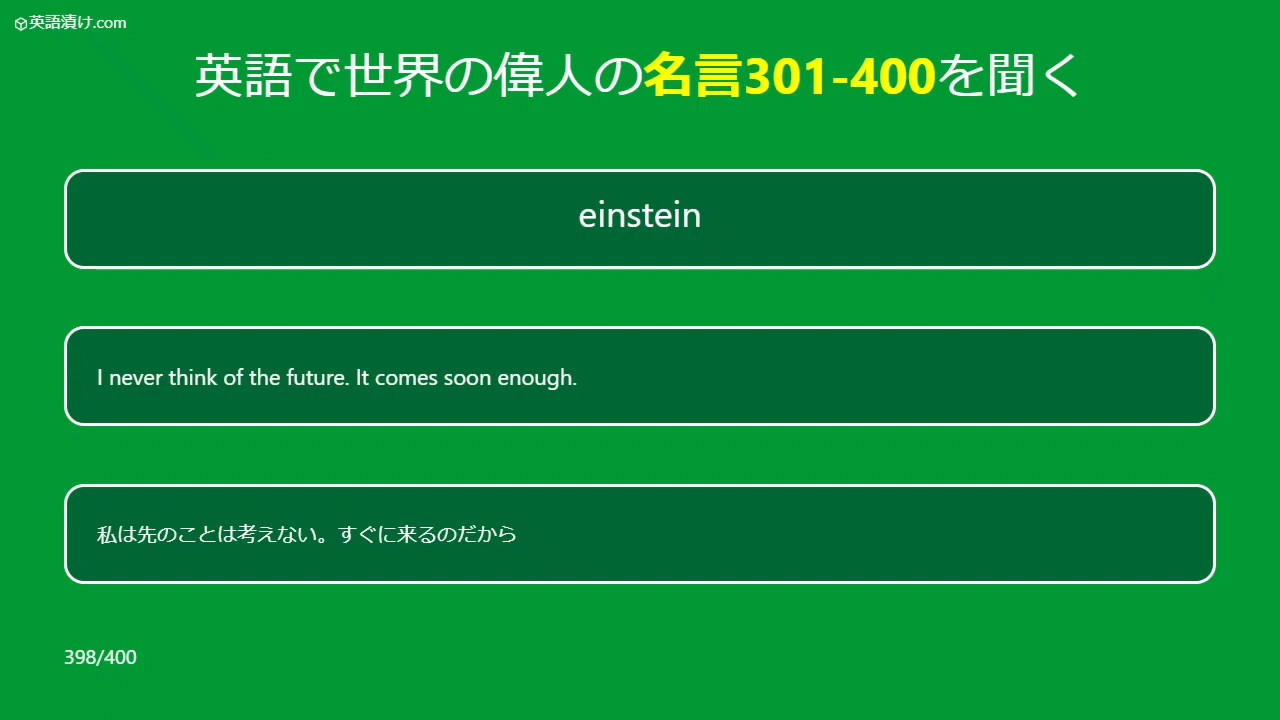 英語漬け.com
英語で世界の偉人の名言301-400を聞く
einstein
I never think of the future. It comes soon enough.
私は先のことは考えない。すぐに来るのだから
398/400